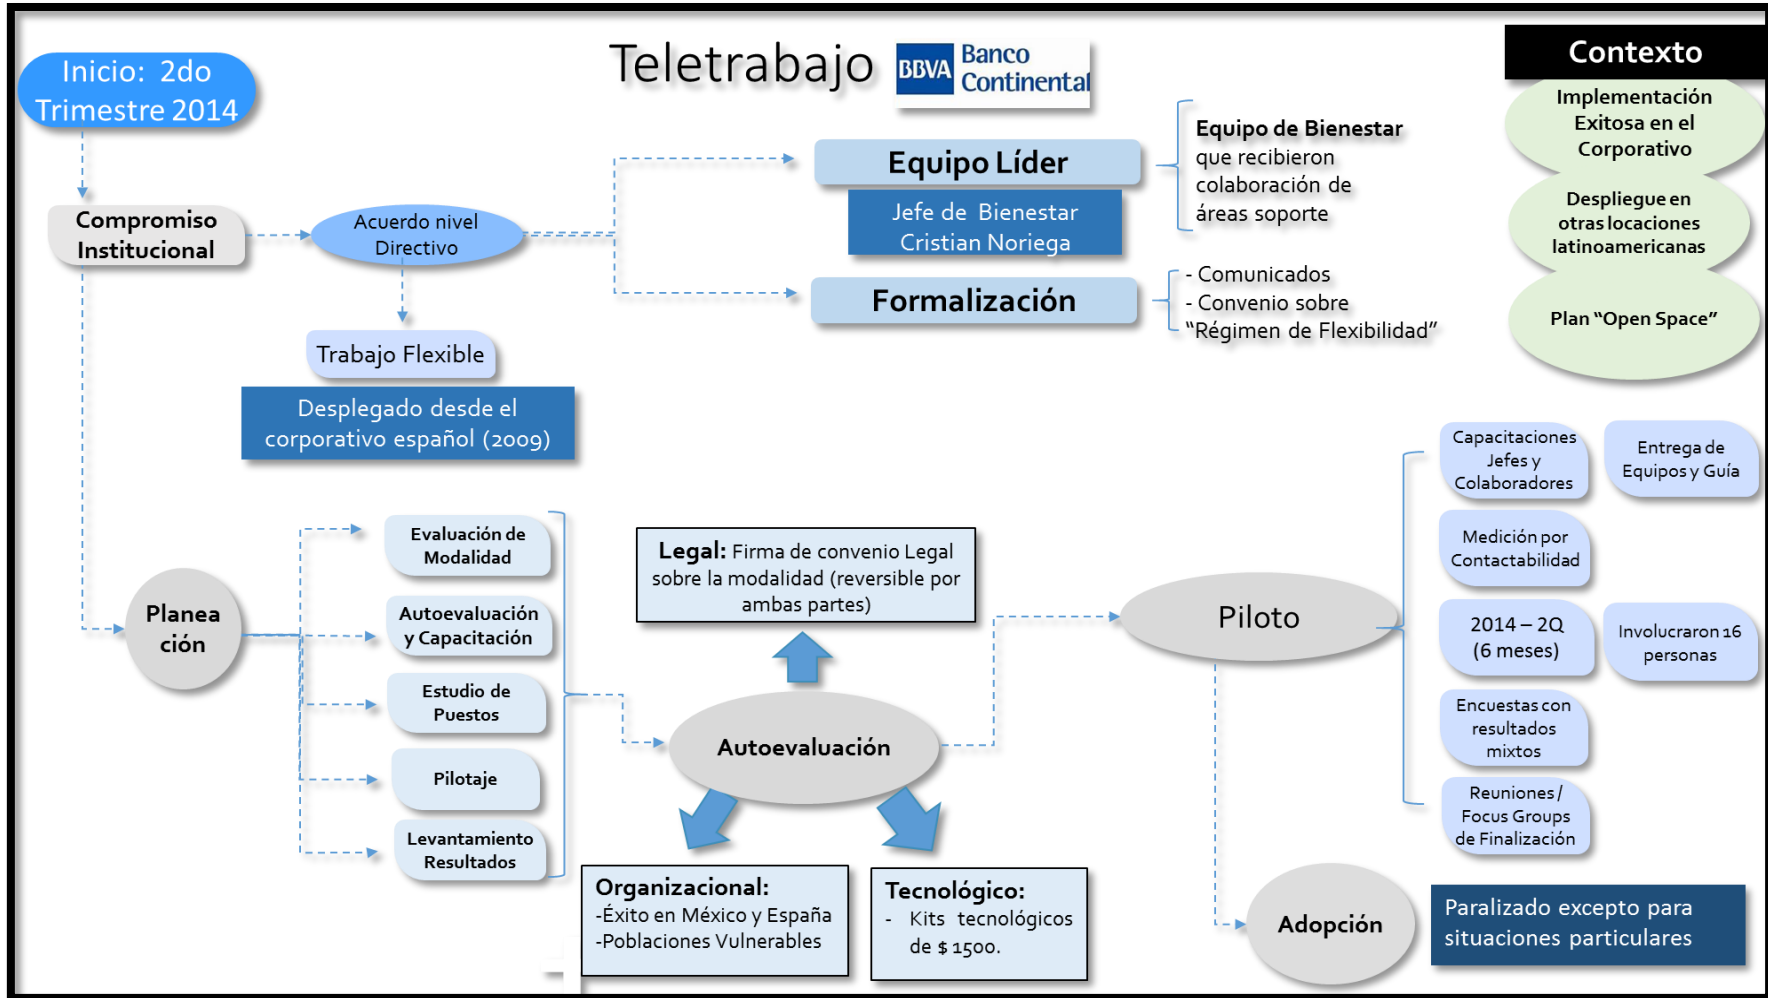 Inicio: 2do
Trimestre 2014
Teletrabajo
BBVA
Banco
Continental
Contexto
Implementación
Exitosa en el
Corporativo
Despliegue en
otras locaciones
latinoamericanas
Plan “Open Space”
Compromiso
Institucional
Acuerdo nivel
Directivo
Equipo Líder
Jefe de Bienestar
Cristian Noriega
Equipo de Bienestar
que recibieron
colaboración de
áreas soporte
Formalización
- Comunicados
- Convenio sobre
“Régimen de Flexibilidad”
Trabajo Flexible
Desplegado desde el
corporativo español (2009)
Planea
ción
Evaluación de
Modalidad
Autoevaluación
y Capacitación
Estudio de
Puestos
Pilotaje
Levantamiento
Resultados
Legal: Firma de convenio Legal
sobre la modalidad (reversible por
ambas partes)
Autoevaluación
Organizacional:
-Éxito en México y España
-Poblaciones Vulnerables
Tecnológico:
- Kits tecnológicos
de $ 1500.
Piloto
Capacitaciones
Jefes y
Colaboradores
Entrega de
Equipos y Guía
Medición por
Contactabilidad
2014 – 2Q
(6 meses)
Involucraron 16
personas
Encuestas con
resultados
mixtos
Reuniones /
Focus Groups
de Finalización
Adopción
Paralizado excepto para
situaciones particulares